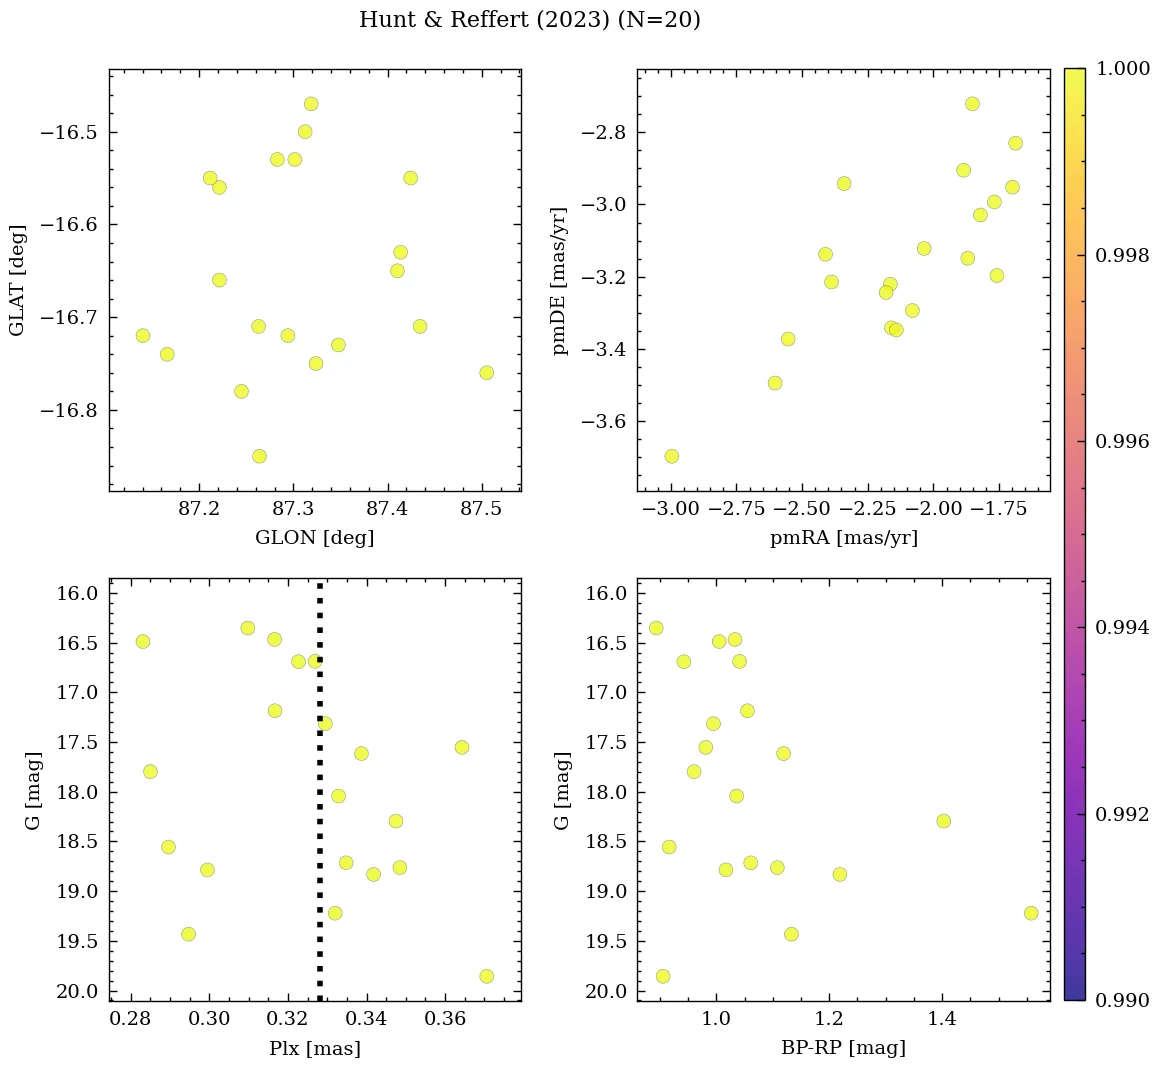 Hunt & Reffert (2023) (N=20)
−16.5
−16.6
−16.7
−16.8
GLAT [deg]
87.2 87.3 87.4 87.5
GLON [deg]
−2.8
−3.0
−3.2
−3.4
−3.6
pmDE [mas/yr]
−3.00 −2.75 −2.50 −2.25 −2.00 −1.75
pmRA [mas/yr]
16.0
16.5
17.0
17.5
18.0
18.5
19.0
19.5
20.0
G [mag]
0.28 0.30 0.32 0.34 0.36
Plx [mas]
16.0
16.5
17.0
17.5
18.0
18.5
19.0
19.5
20.0
G [mag]
1.0 1.2 1.4
BP-RP [mag]
1.000
0.998
0.996
0.994
0.992
0.990